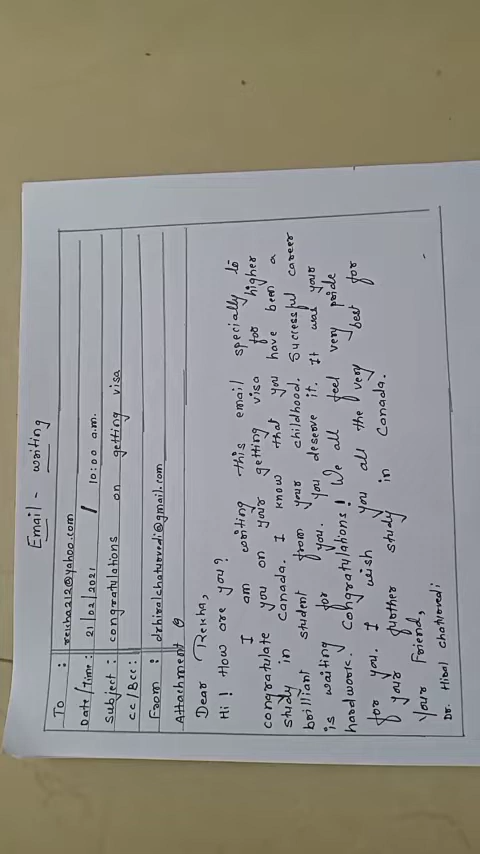 Email - writing
To : rekha212@yahoo.com
Date/Time: 21/02/2021 / 10:00 a.m.
Subject : congratulations on getting visa
cc/Bcc:
From : drhiralchaturvedi@gmail.com
Attachment
Dear Rekha,
Hi! How are you?
I am writing this email specially to
congratulate you on your getting visa for higher
study in Canada. I know that you have been a
brilliant student from your childhood. Successful career
is waiting for you. you deserve it. It was your
hardwork. Congratulations! We all feel very pride
for you. I wish you all the very best for
your further study in Canada.
Your Friend,
Dr. Hiral chaturvedi